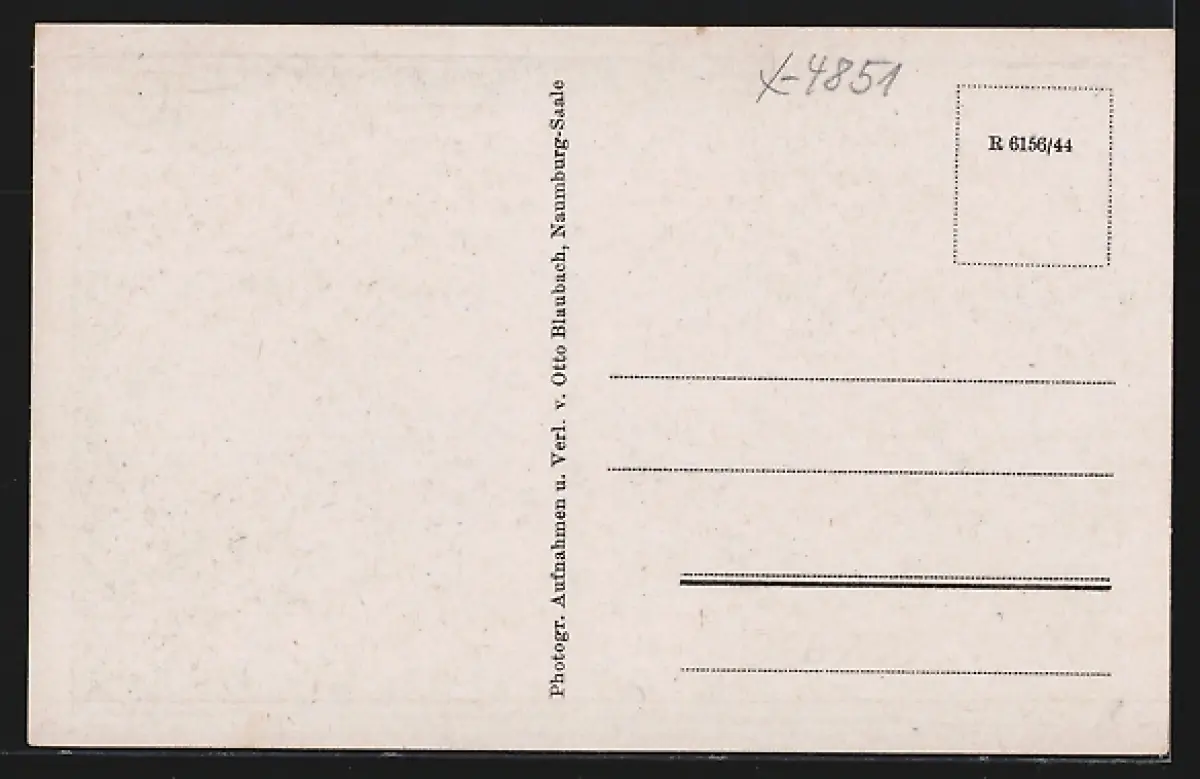 X-4851
R 6156/44
Photogr. Aufnahmen u. Verl. v. Otto Blaubach, Naumburg-Saale